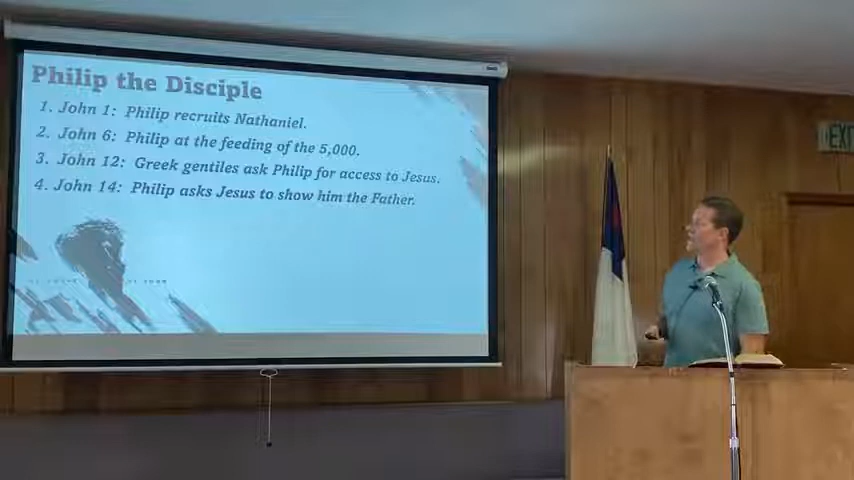 Philip the Disciple
1. John 1: Philip recruits Nathaniel.
2. John 6: Philip at the feeding of the 5,000.
3. John 12: Greek gentiles ask Philip for access to Jesus.
4. John 14: Philip asks Jesus to show him the Father.
EXIT